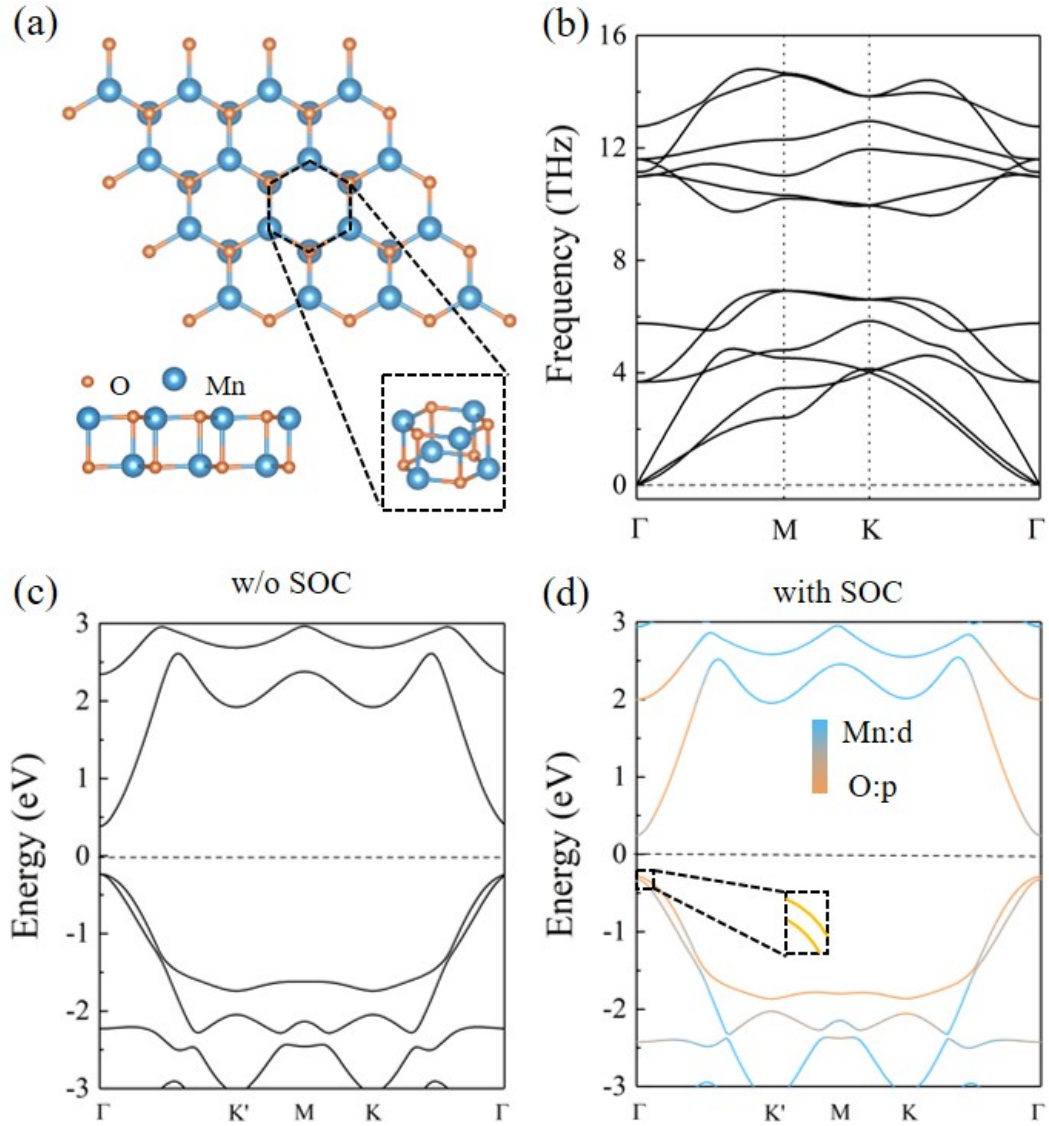 (a)
O Mn
(b)
Frequency (THz)
16
12
8
4
0
Γ M K Γ
(c)
w/o SOC
Energy (eV)
3
2
1
0
-1
-2
-3
Γ K' M K Γ
(d)
with SOC
Energy (eV)
3
2
1
0
-1
-2
-3
Mn:d
O:p
Γ K' M K Γ